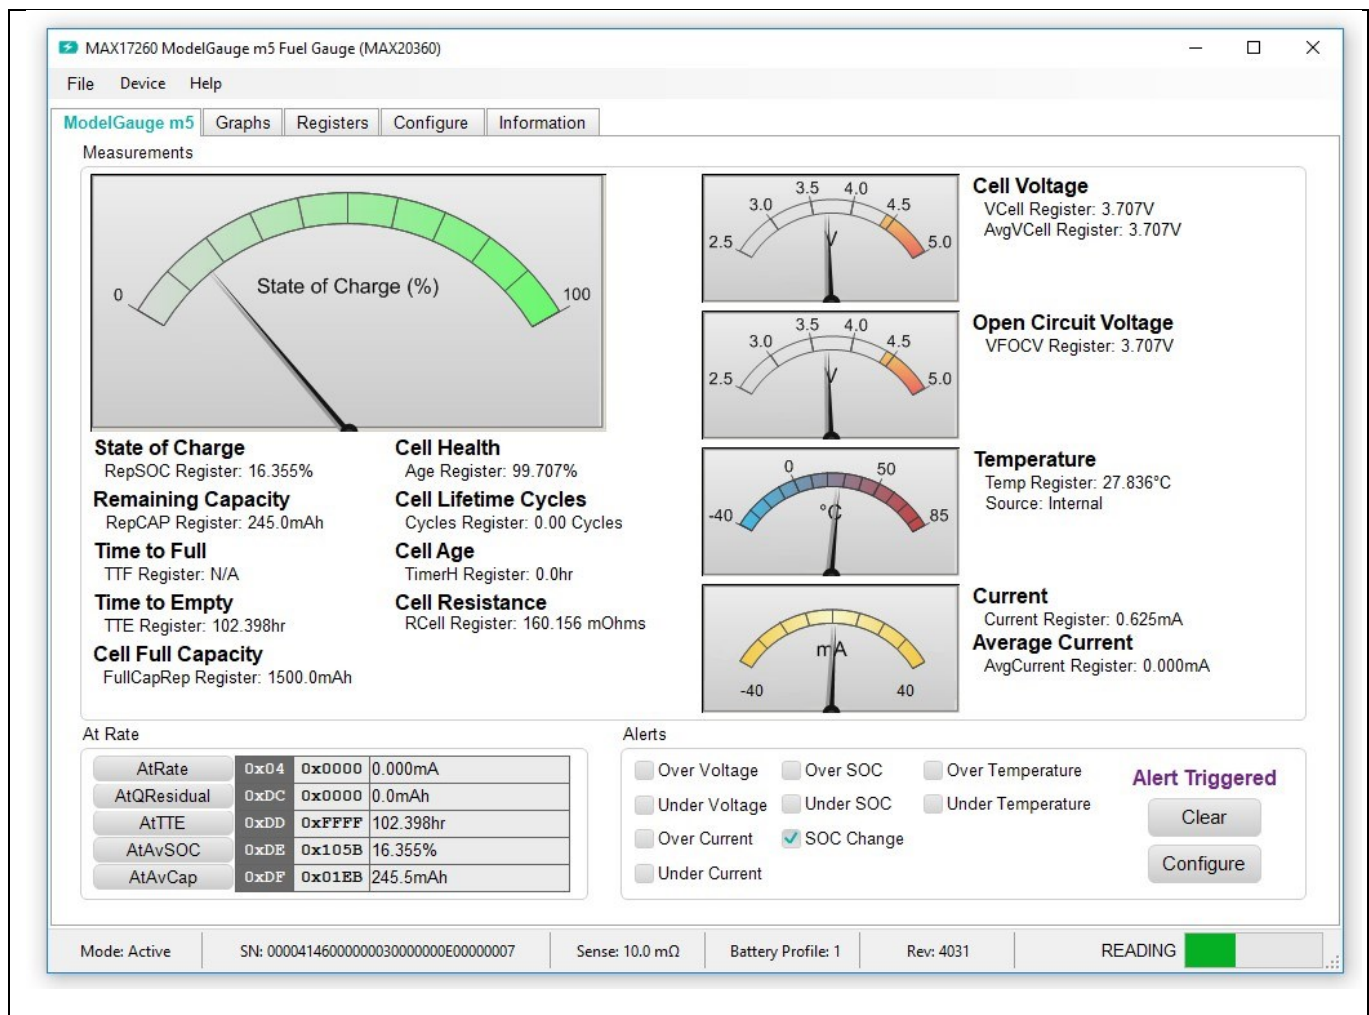 MAX17260 ModelGauge m5 Fuel Gauge (MAX20360)
File Device Help
ModelGauge m5 Graphs Registers Configure Information
Measurements
State of Charge (%)
0
100
State of Charge
RepSOC Register: 16.355%
Remaining Capacity
RepCAP Register: 245.0mAh
Time to Full
TTF Register: N/A
Time to Empty
TTE Register: 102.398hr
Cell Full Capacity
FullCapRep Register: 1500.0mAh
Cell Health
Age Register: 99.707%
Cell Lifetime Cycles
Cycles Register: 0.00 Cycles
Cell Age
TimerH Register: 0.0hr
Cell Resistance
RCell Register: 160.156 mOhms
2.5 3.0 3.5 4.0 4.5 5.0
V
Cell Voltage
VCell Register: 3.707V
AvgVCell Register: 3.707V
2.5 3.0 3.5 4.0 4.5 5.0
V
Open Circuit Voltage
VFOCV Register: 3.707V
-40 0 50 85
°C
Temperature
Temp Register: 27.836°C
Source: Internal
mA
-40 40
Current
Current Register: 0.625mA
Average Current
AvgCurrent Register: 0.000mA
At Rate
AtRate 0x04 0x0000 0.000mA
AtQResidual 0xDC 0x0000 0.0mAh
AtTTE 0xDD 0xFFFF 102.398hr
AtAvSOC 0xDE 0x105B 16.355%
AtAvCap 0xDF 0x01EB 245.5mAh
Alerts
Over Voltage Over SOC Over Temperature
Under Voltage Under SOC Under Temperature
Over Current SOC Change
Under Current
Alert Triggered
Clear
Configure
Mode: Active SN: 00004146000000030000000E00000007 Sense: 10.0 mΩ Battery Profile: 1 Rev: 4031 READING